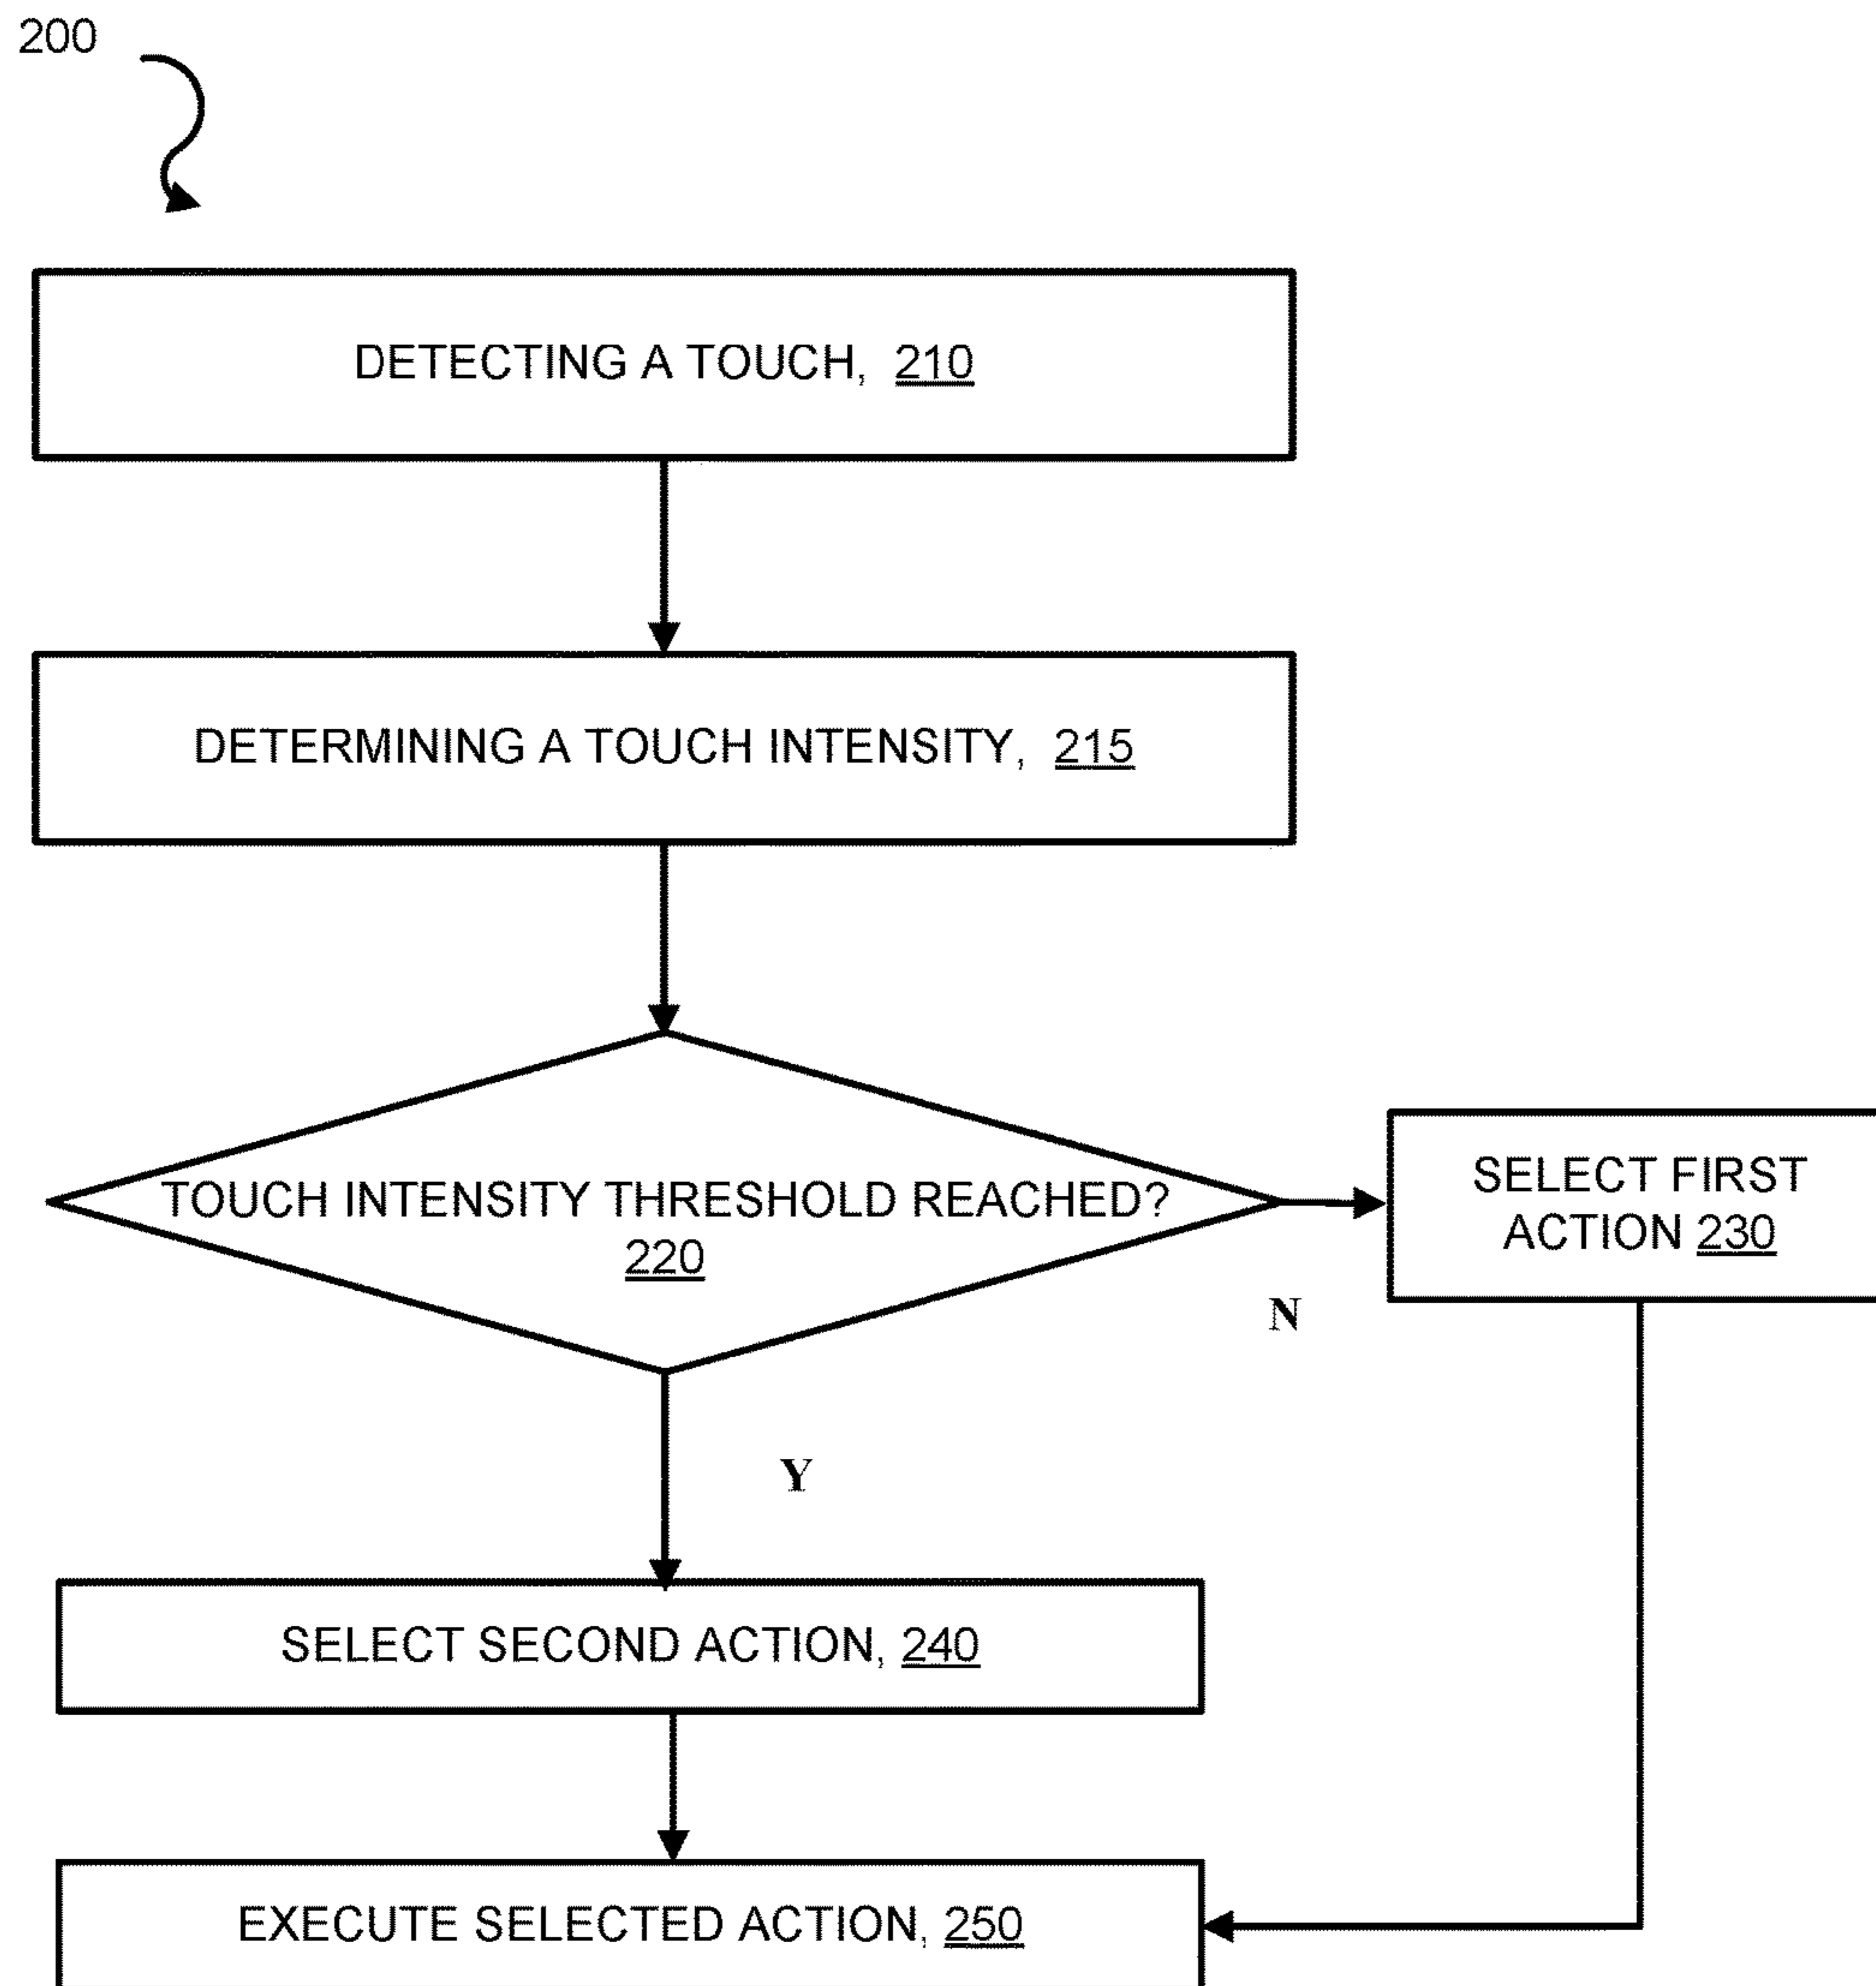 200
DETECTING A TOUCH, 210
DETERMINING A TOUCH INTENSITY, 215
TOUCH INTENSITY THRESHOLD REACHED?
220
SELECT FIRST
ACTION 230
N
Y
SELECT SECOND ACTION, 240
EXECUTE SELECTED ACTION, 250